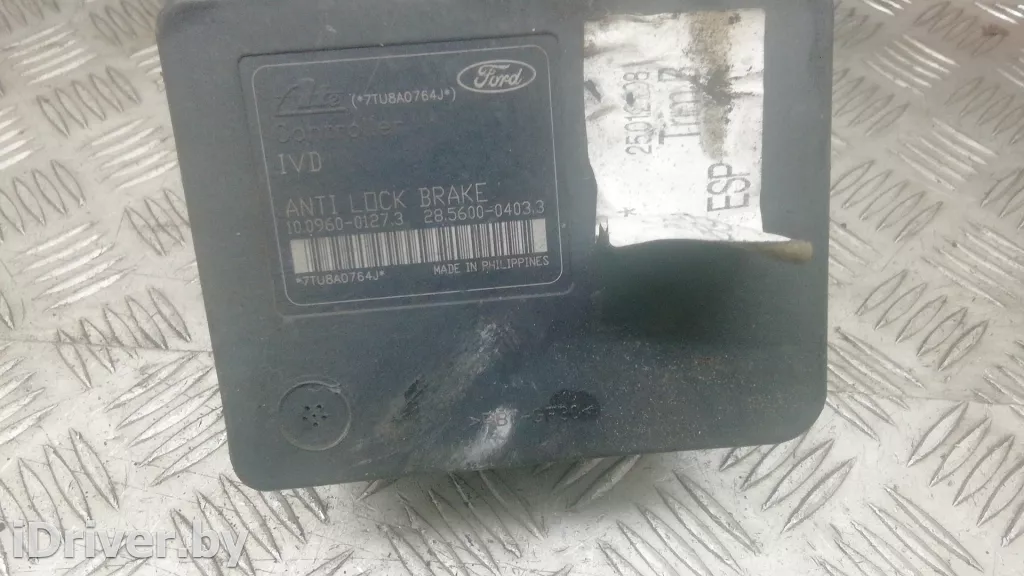 Ate (*7TU8A0764J*) Ford
Controller
IVD
ANTI LOCK BRAKE
10.0960-0127.3 28.5600-0403.3
*7TU8A0764J* MADE IN PHILIPPINES
ESP
iDriver.by